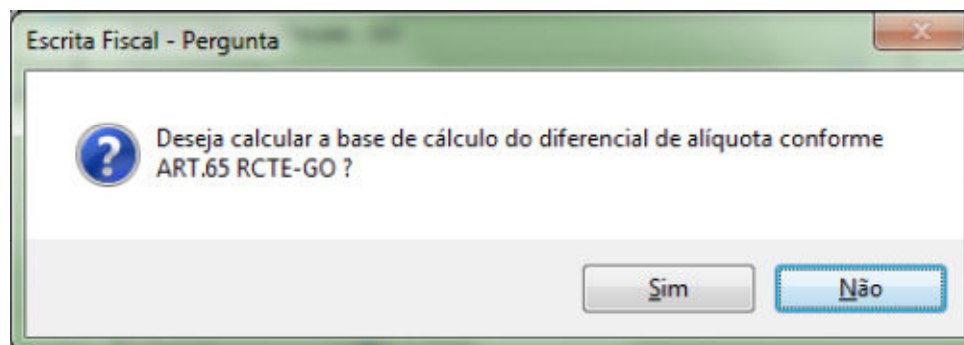 Escrita Fiscal - Pergunta
Deseja calcular a base de cálculo do diferencial de alíquota conforme
ART.65 RCTE-GO ?
Sim
Não